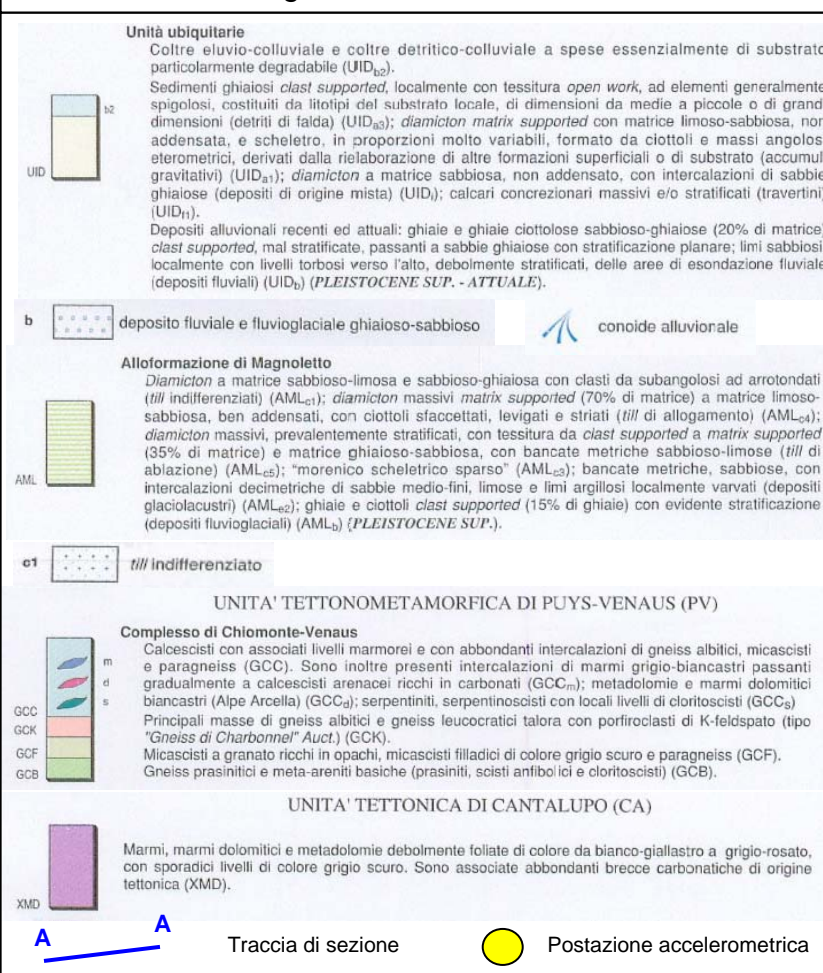 Unità ubiquitarie
Coltre eluvio-colluviale e coltre detritico-colluviale a spese essenzialmente di substrato
particolarmente degradabile (UIDb2).
Sedimenti ghiaiosi clast supported, localmente con tessitura open work, ad elementi generalmente
b2
spigolosi, costituiti da litotipi del substrato locale, di dimensioni da medie a piccole o di grand
dimensioni (detriti di falda) (UIDa3); diamicton matrix supported con matrice limoso-sabbiosa, non
addensata, e scheletro, in proporzioni molto variabili, formato da ciottoli e massi angolos
UID
eterometrici, derivati dalla rielaborazione di altre formazioni superficiali o di substrato (accumul
gravitativi) (UIDa1); diamicton a matrice sabbiosa, non addensato, con intercalazioni di sabbie
ghiaiose (depositi di origine mista) (UIDi); calcari concrezionari massivi e/o stratificati (travertini)
(UIDf1).
Depositi alluvionali recenti ed attuali: ghiaie e ghiaie ciottolose sabbioso-ghiaiose (20% di matrice)
clast supported, mal stratificate, passanti a sabbie ghiaiose con stratificazione planare; limi sabbiosi
localmente con livelli torbosi verso l'alto, debolmente stratificati, delle aree di esondazione fluviale
(depositi fluviali) (UIDb) (PLEISTOCENE SUP. - ATTUALE).
b deposito fluviale e fluvioglaciale ghiaioso-sabbioso conoide alluvionale
Alloformazione di Magnoletto
Diamicton a matrice sabbioso-limosa e sabbioso-ghiaiosa con clasti da subangolosi ad arrotondati
(till indifferenziati) (AMLc1); diamicton massivi matrix supported (70% di matrice) a matrice limoso-
sabbiosa, ben addensati, con ciottoli sfaccettati, levigati e striati (till di allogamento) (AMLc4);
diamicton massivi, prevalentemente stratificati, con tessitura da clast supported a matrix supported
(35% di matrice) e matrice ghiaioso-sabbiosa, con bancate metriche sabbioso-limose (till di
AML
ablazione) (AMLc5); "morenico scheletrico sparso" (AMLc3); bancate metriche, sabbiose, con
intercalazioni decimetriche di sabbie medio-fini, limose e limi argillosi localmente varvati (depositi
glaciolacustri) (AMLe2); ghiaie e ciottoli clast supported (15% di ghiaie) con evidente stratificazione
(depositi fluvioglaciali) (AMLb) (PLEISTOCENE SUP.).
c1 till indifferenziato
UNITA' TETTONOMETAMORFICA DI PUYS-VENAUS (PV)
Complesso di Chiomonte-Venaus
Calcescisti con associati livelli marmorei e con abbondanti intercalazioni di gneiss albitici, micascisti
m
e paragneiss (GCC). Sono inoltre presenti intercalazioni di marmi grigio-biancastri passanti
d
gradualmente a calcescisti arenacei ricchi in carbonati (GCCm); metadolomie e marmi dolomitici
s
biancastri (Alpe Arcella) (GCCd); serpentiniti, serpentinoscisti con locali livelli di cloritoscisti (GCCs)
GCC
Principali masse di gneiss albitici e gneiss leucocratici talora con porfiroclasti di K-feldspato (tipo
GCK
"Gneiss di Charbonnel" Auct.) (GCK).
GCF
Micascisti a granato ricchi in opachi, micascisti filladici di colore grigio scuro e paragneiss (GCF).
GCB
Gneiss prasinitici e meta-areniti basiche (prasiniti, scisti anfibolici e cloritoscisti) (GCB).
UNITA' TETTONICA DI CANTALUPO (CA)
Marmi, marmi dolomitici e metadolomie debolmente foliate di colore da bianco-giallastro a grigio-rosato,
con sporadici livelli di colore grigio scuro. Sono associate abbondanti brecce carbonatiche di origine
tettonica (XMD).
XMD
A A Traccia di sezione Postazione accelerometrica